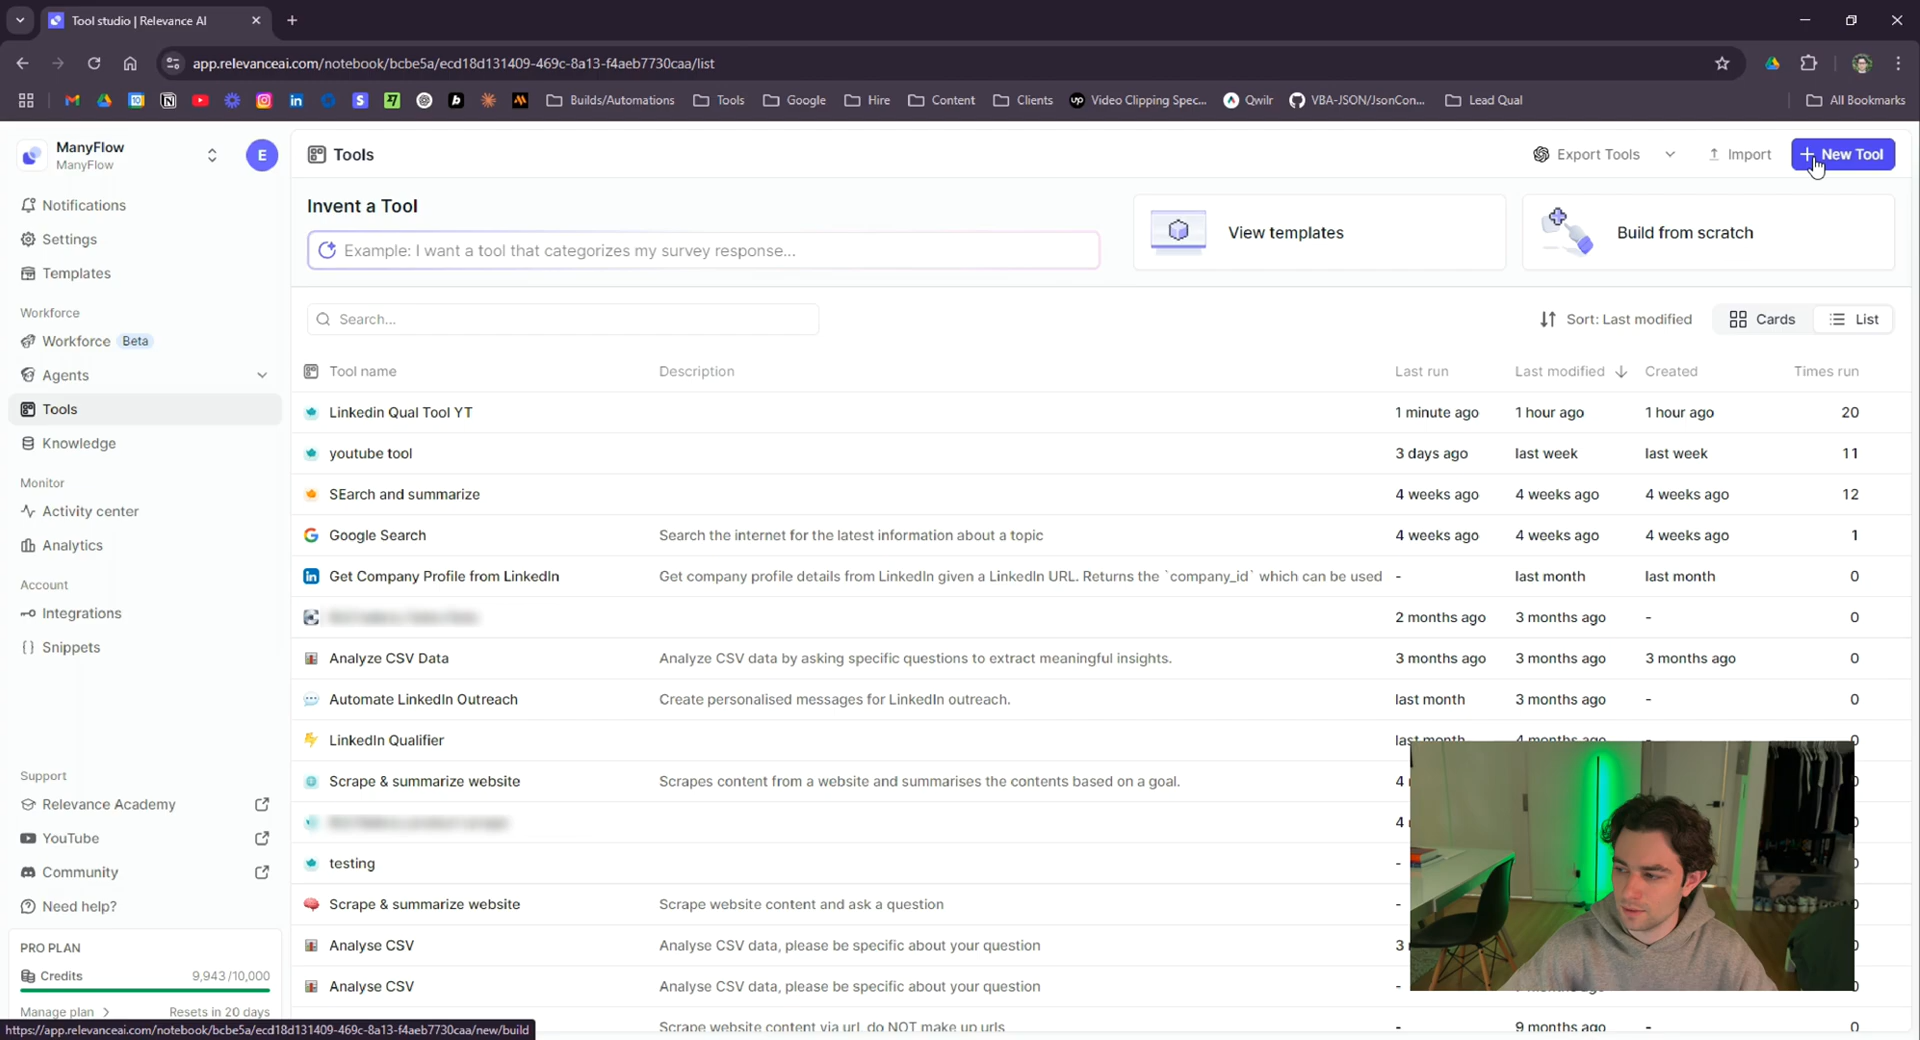 Tool studio | Relevance AI
app.relevanceai.com/notebook/bcbe5a/ecd18d131409-469c-8a13-f4aeb7730caa/list
Builds/Automations
Tools
Google
Hire
Content
Clients
Video Clipping Spec...
Qwilr
VBA-JSON/JsonCon...
Lead Qual
All Bookmarks
ManyFlow
ManyFlow
E
Notifications
Settings
Templates
Workforce
Workforce Beta
Agents
Tools
Knowledge
Monitor
Activity center
Analytics
Account
Integrations
Snippets
Support
Relevance Academy
YouTube
Community
Need help?
PRO PLAN
Credits 9,943/10,000
Manage plan Resets in 20 days
https://app.relevanceai.com/notebook/bcbe5a/ecd18d131409-469c-8a13-f4aeb7730caa/new/build
Tools
Export Tools
Import
New Tool
Invent a Tool
Example: I want a tool that categorizes my survey response...
View templates
Build from scratch
Search...
Sort: Last modified
Cards
List
Tool name Description Last run Last modified Created Times run
Linkedin Qual Tool YT 1 minute ago 1 hour ago 1 hour ago 20
youtube tool 3 days ago last week last week 11
SEarch and summarize 4 weeks ago 4 weeks ago 4 weeks ago 12
Google Search Search the internet for the latest information about a topic 4 weeks ago 4 weeks ago 4 weeks ago 1
Get Company Profile from LinkedIn Get company profile details from LinkedIn given a LinkedIn URL. Returns the `company_id` which can be used - last month last month 0
2 months ago 3 months ago - 0
Analyze CSV Data Analyze CSV data by asking specific questions to extract meaningful insights. 3 months ago 3 months ago 3 months ago 0
Automate LinkedIn Outreach Create personalised messages for LinkedIn outreach. last month 3 months ago - 0
LinkedIn Qualifier last month 4 months ago - 0
Scrape & summarize website Scrapes content from a website and summarises the contents based on a goal. 4
4
testing -
Scrape & summarize website Scrape website content and ask a question -
Analyse CSV Analyse CSV data, please be specific about your question 3
Analyse CSV Analyse CSV data, please be specific about your question -
Scrape website content via url, do NOT make up urls - 9 months ago - 0